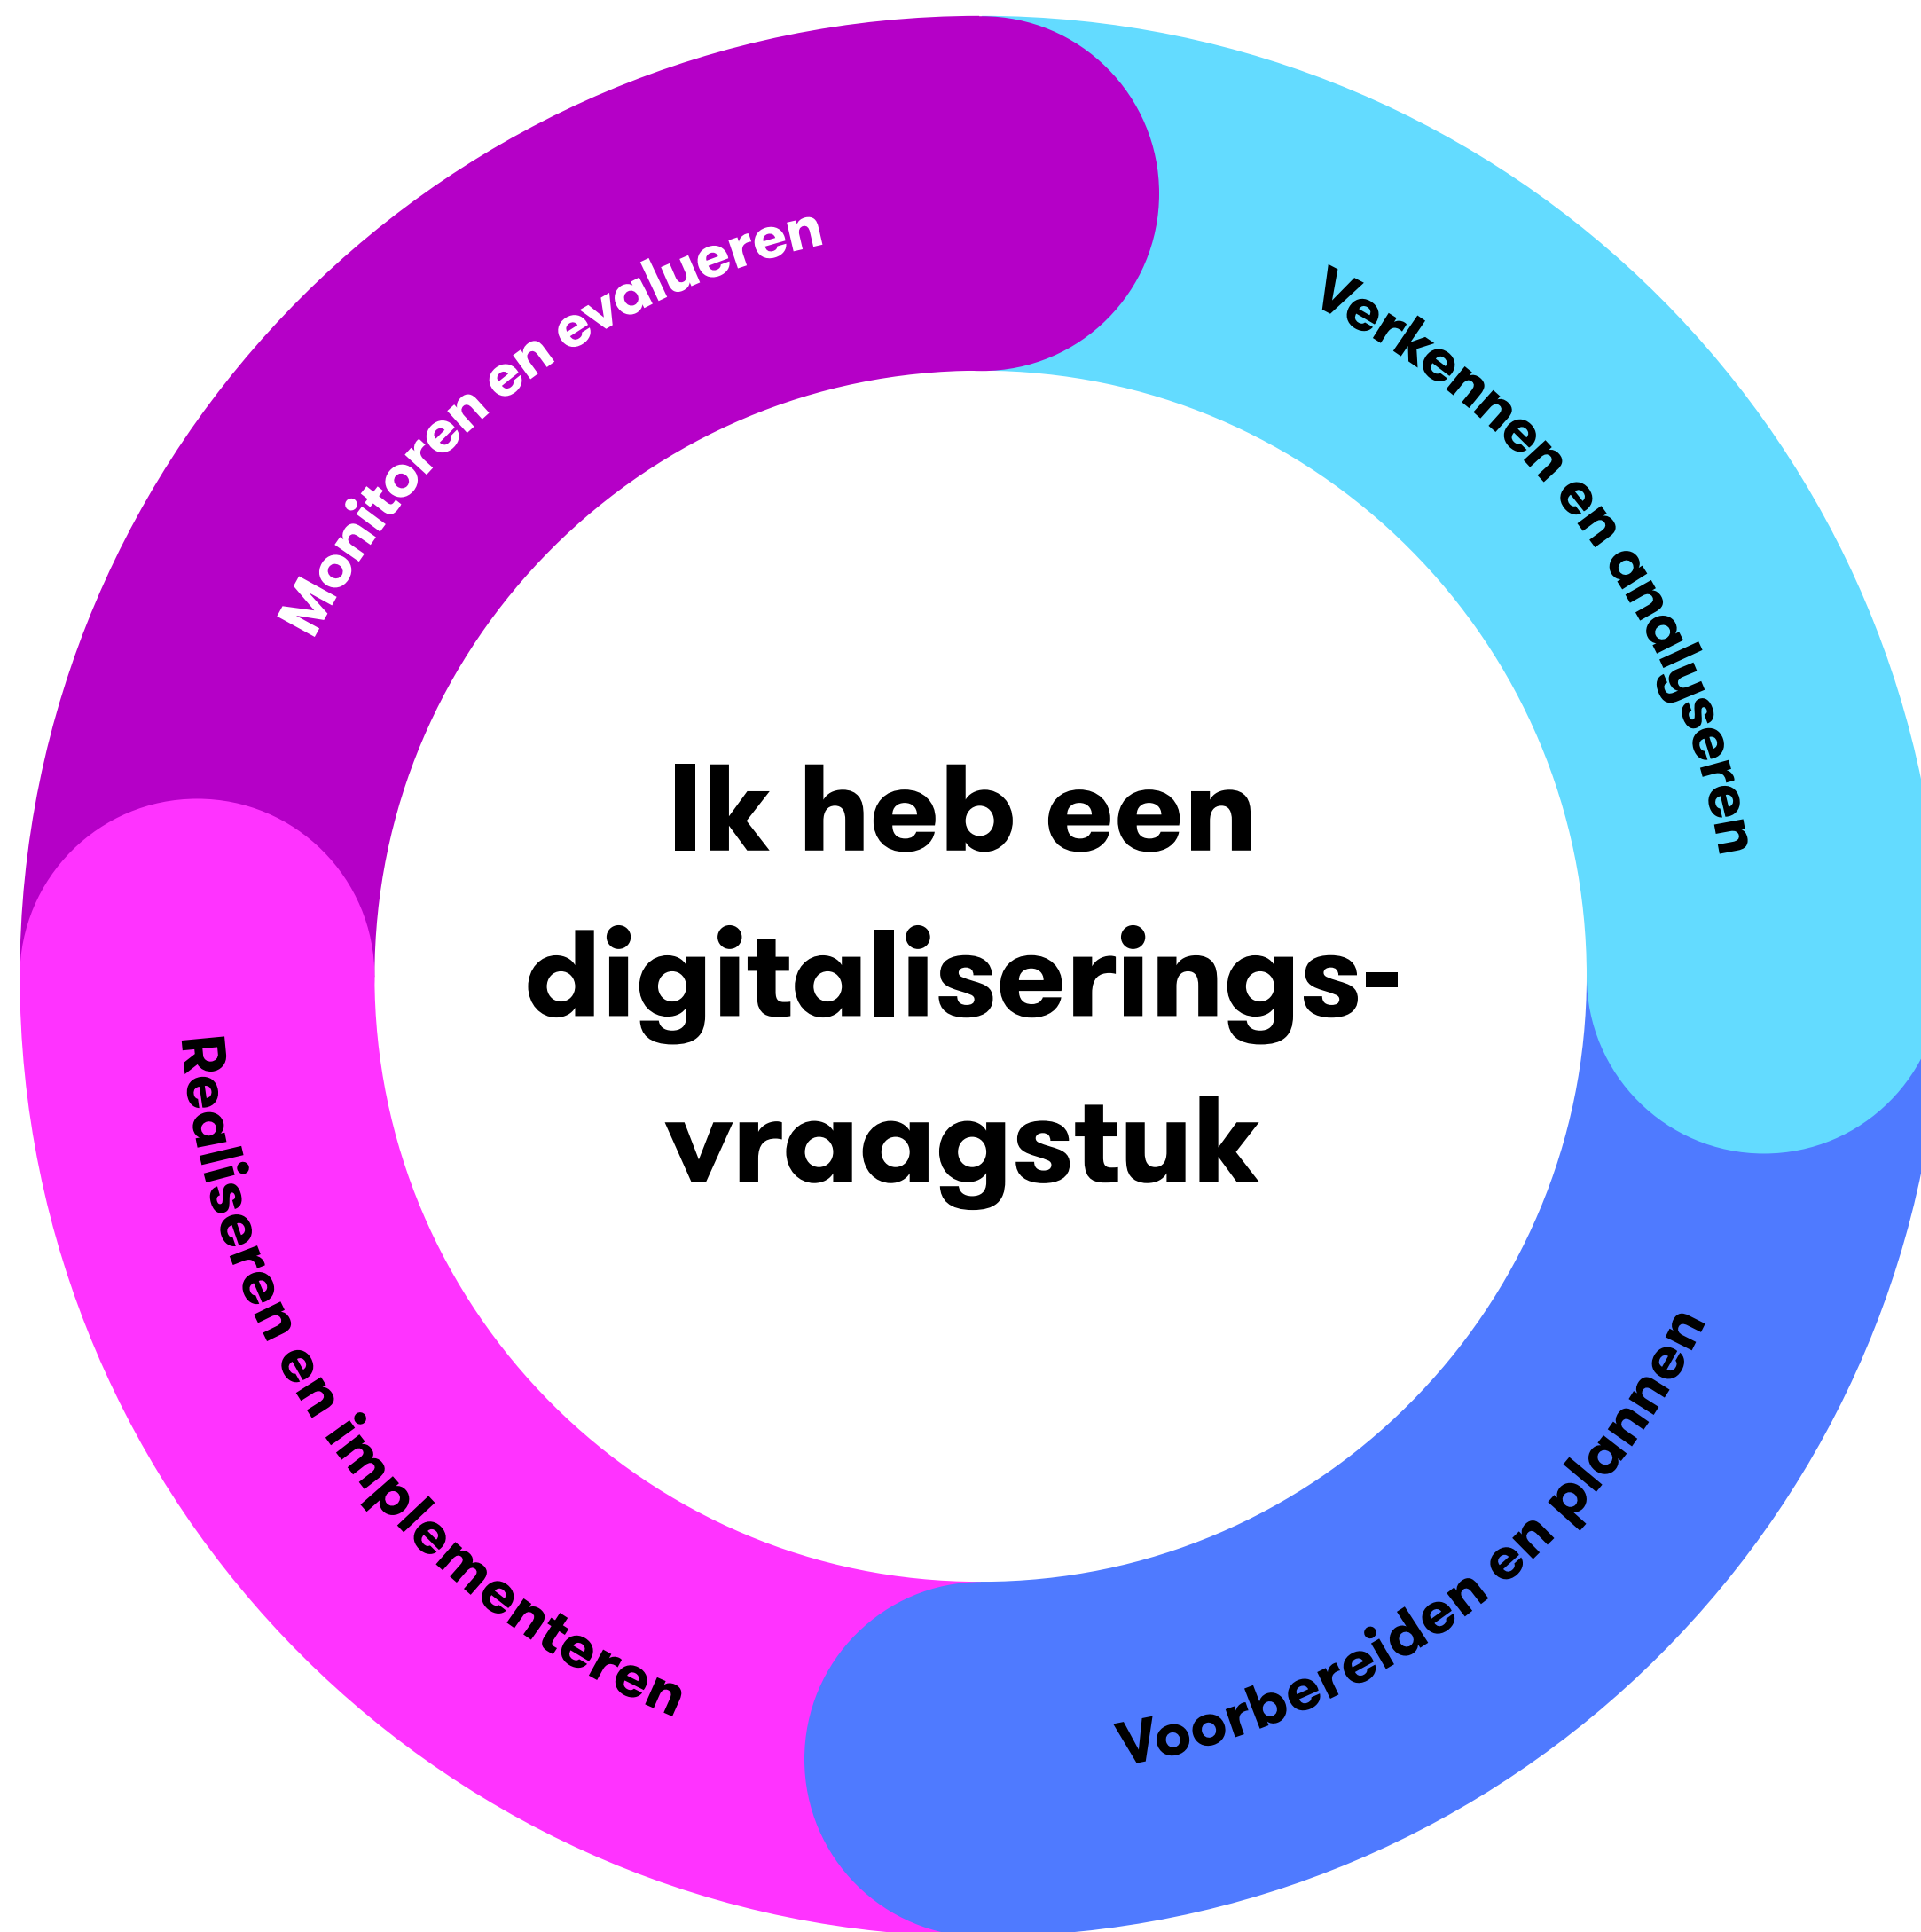 Monitoren en evalueren
Verkennen en analyseren
Ik heb een
digitaliserings-
vraagstuk
Realiseren en implementeren
Voorbereiden en plannen